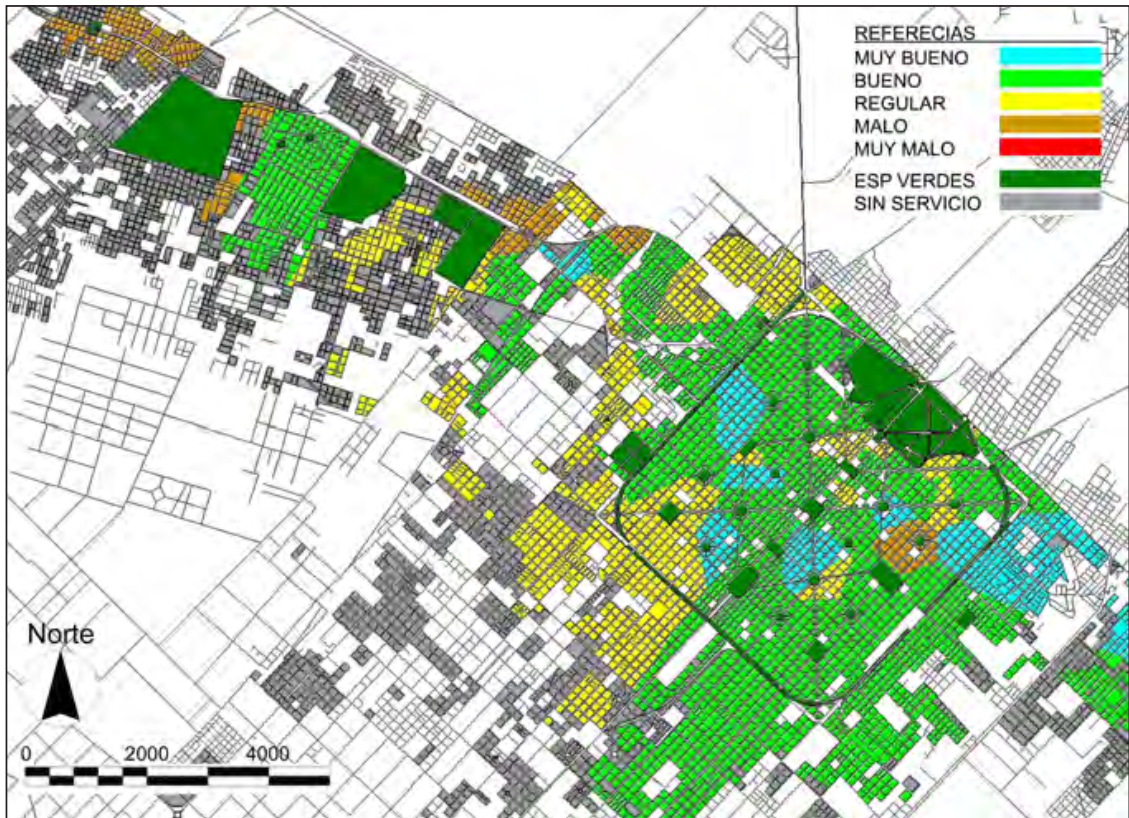 REFERECIAS
MUY BUENO
BUENO
REGULAR
MALO
MUY MALO
ESP VERDES
SIN SERVICIO
Norte
0 2000 4000